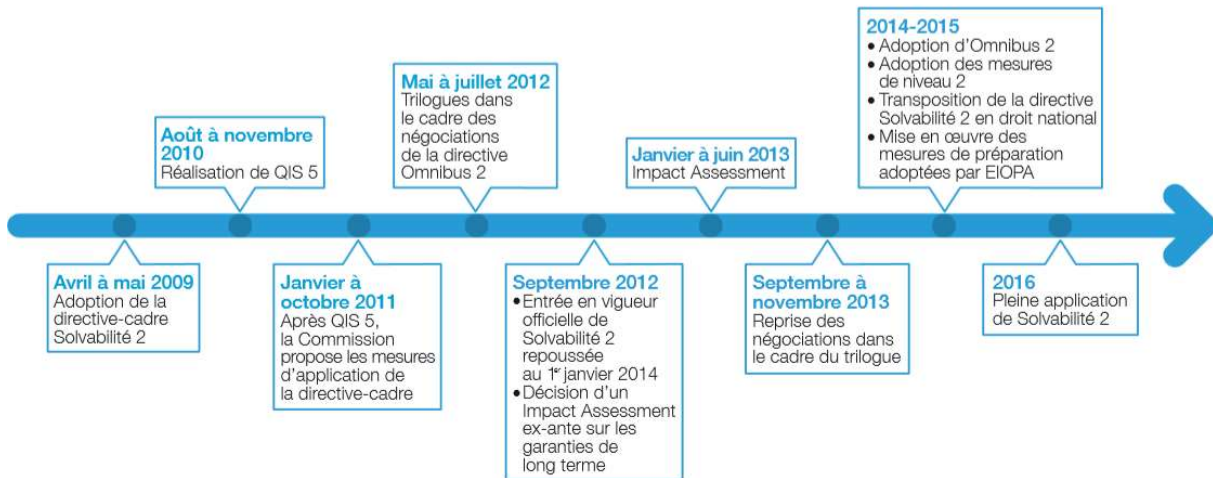 Avril à mai 2009
Adoption de la
directive-cadre
Solvabilité 2
Août à novembre
2010
Réalisation de QIS 5
Janvier à
octobre 2011
Après QIS 5,
la Commission
propose les mesures
d'application de
la directive-cadre
Mai à juillet 2012
Trilogues dans
le cadre des
négociations
de la directive
Omnibus 2
Septembre 2012
• Entrée en vigueur
officielle de
Solvabilité 2
repoussée
au 1er janvier 2014
• Décision d'un
Impact Assessment
ex-ante sur les
garanties de
long terme
Janvier à juin 2013
Impact Assessment
Septembre à
novembre 2013
Reprise des
négociations dans
le cadre du trilogue
2014-2015
• Adoption d'Omnibus 2
• Adoption des mesures
de niveau 2
• Transposition de la directive
Solvabilité 2 en droit national
• Mise en œuvre des
mesures de préparation
adoptées par EIOPA
2016
Pleine application
de Solvabilité 2